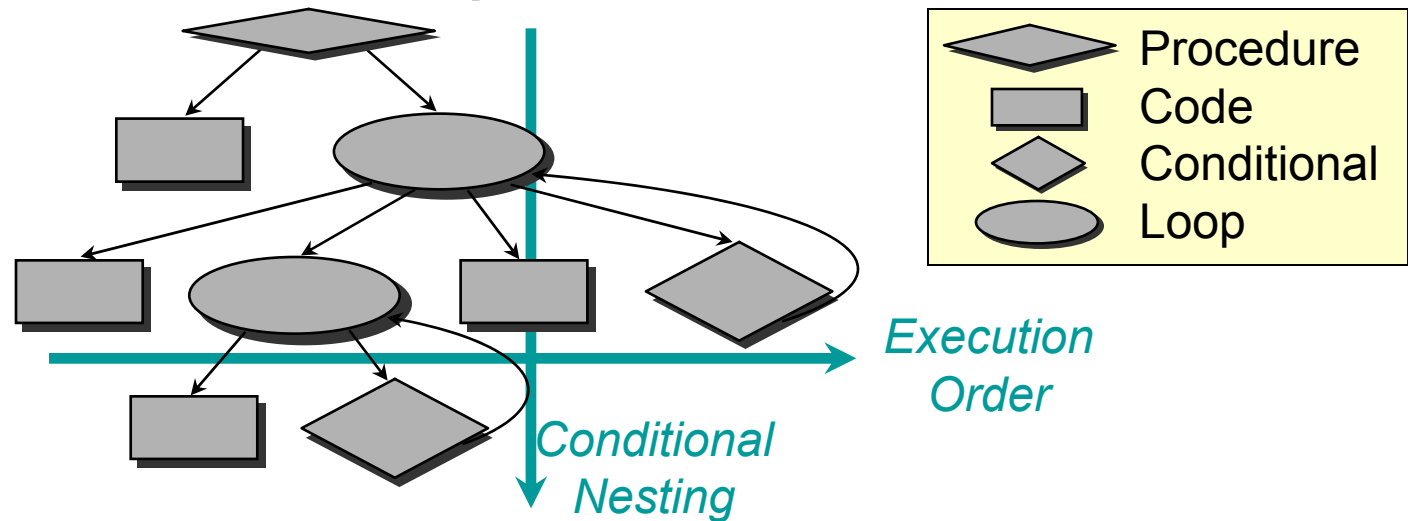 Procedure
Code
Conditional
Loop
Execution
Order
Conditional
Nesting